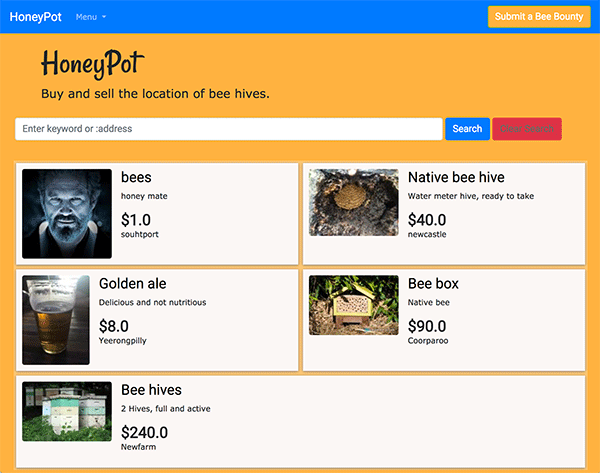 HoneyPot
Menu
Submit a Bee Bounty
HoneyPot
Buy and sell the location of bee hives.
Enter keyword or :address
Search
bees
honey mate
$1.0
souhtport
Native bee hive
Water meter hive, ready to take
$40.0
newcastle
Golden ale
Delicious and not nutritious
$8.0
Yeerongpilly
Bee box
Native bee
$90.0
Coorparoo
Bee hives
2 Hives, full and active
$240.0
Newfarm